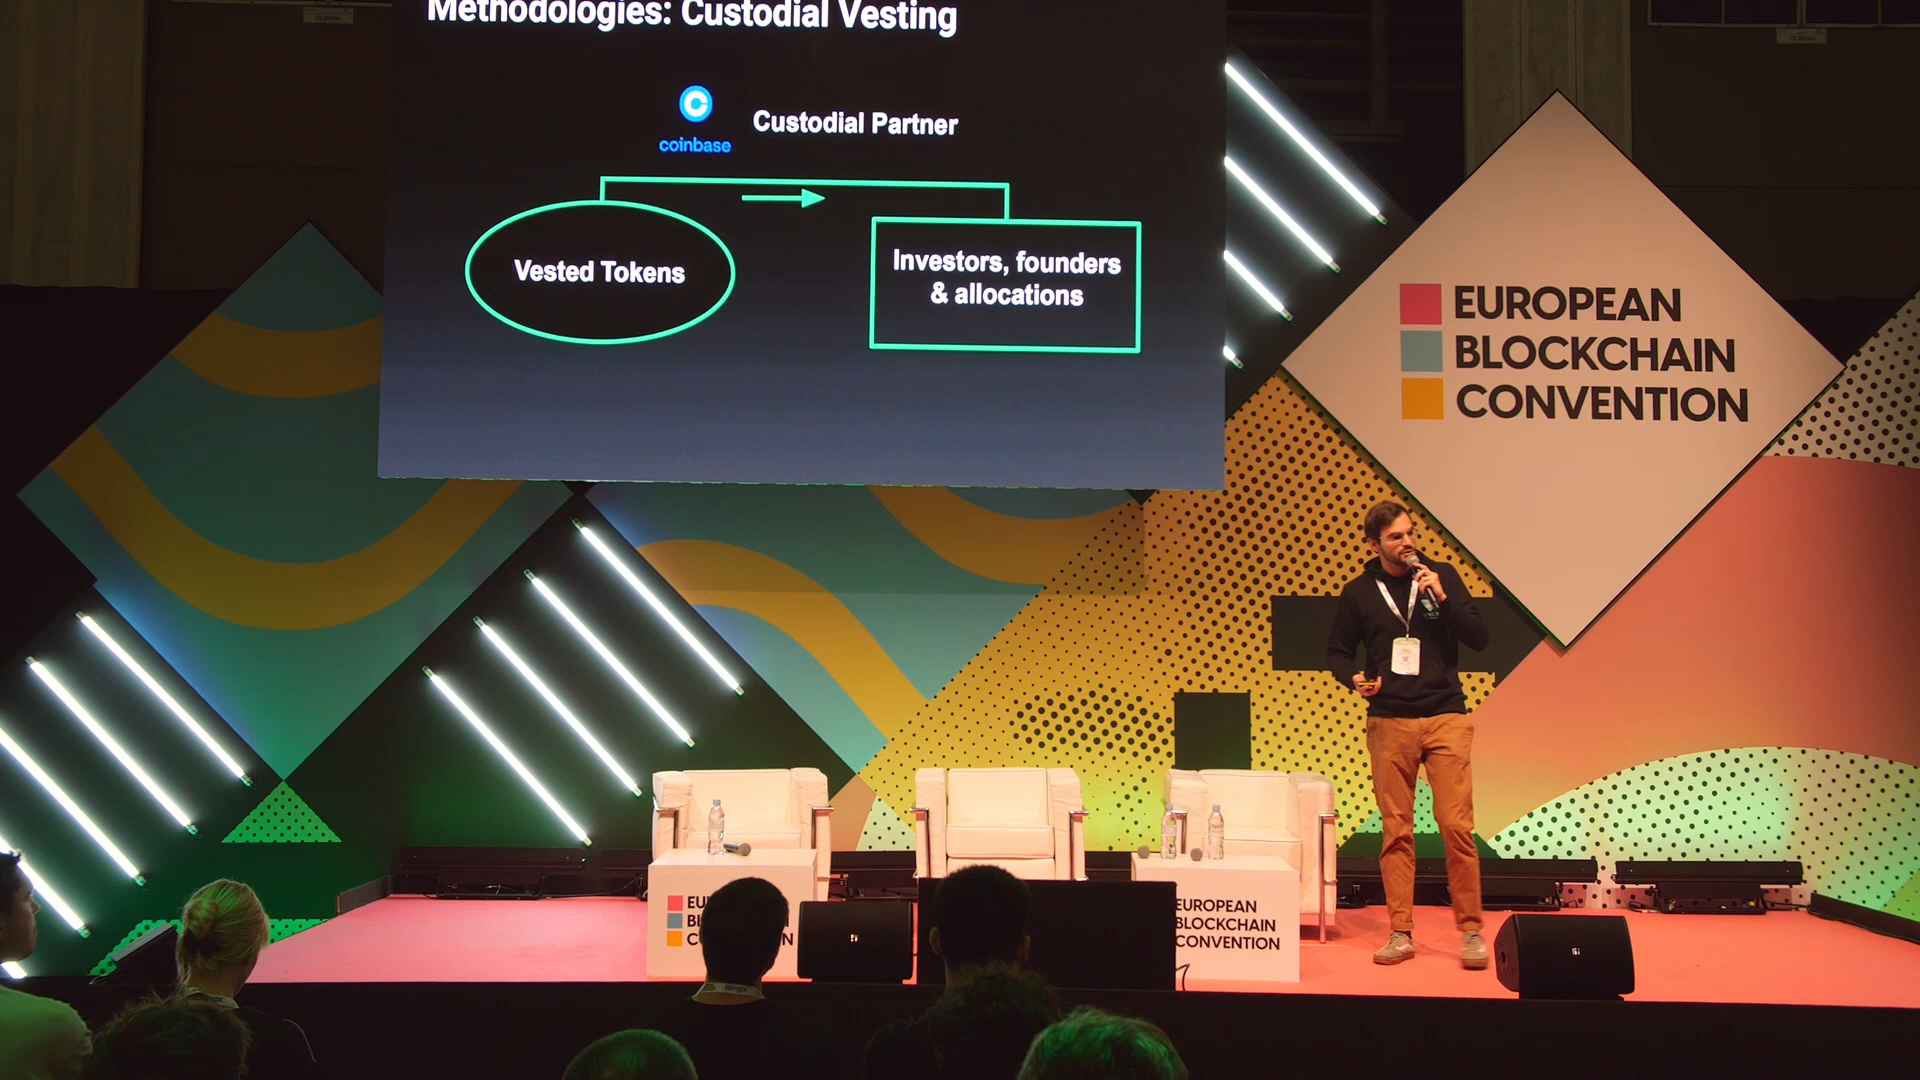 Methodologies: Custodial Vesting
coinbase
Custodial Partner
Vested Tokens
Investors, founders
& allocations
EUROPEAN
BLOCKCHAIN
CONVENTION
EUROPEAN
BLOCKCHAIN
CONVENTION